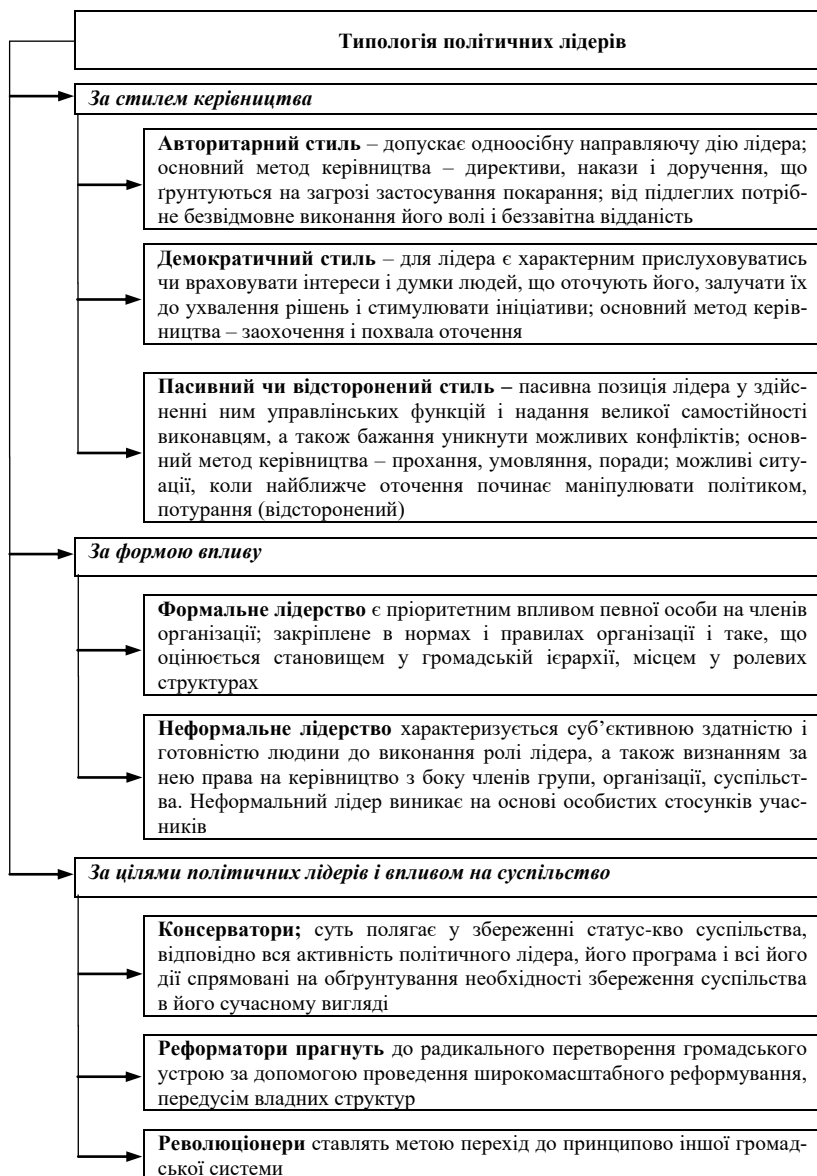 Типологія політичних лідерів
За стилем керівництва
Авторитарний стиль – допускає одноосібну направляючу дію лідера;
основний метод керівництва – директиви, накази і доручення, що
ґрунтуються на загрозі застосування покарання; від підлеглих потріб-
не безвідмовне виконання його волі і беззавітна відданість
Демократичний стиль – для лідера є характерним прислуховуватись
чи враховувати інтереси і думки людей, що оточують його, залучати їх
до ухвалення рішень і стимулювати ініціативи; основний метод керів-
ництва – заохочення і похвала оточення
Пасивний чи відсторонений стиль – пасивна позиція лідера у здійс-
ненні ним управлінських функцій і надання великої самостійності
виконавцям, а також бажання уникнути можливих конфліктів; основ-
ний метод керівництва – прохання, умовляння, поради; можливі ситу-
ації, коли найближче оточення починає маніпулювати політиком,
потурання (відсторонений)
За формою впливу
Формальне лідерство є пріоритетним впливом певної особи на членів
організації; закріплене в нормах і правилах організації і таке, що
оцінюється становищем у громадській ієрархії, місцем у ролевих
структурах
Неформальне лідерство характеризується суб’єктивною здатністю і
готовністю людини до виконання ролі лідера, а також визнанням за
нею права на керівництво з боку членів групи, організації, суспільст-
ва. Неформальний лідер виникає на основі особистих стосунків учас-
ників
За цілями політичних лідерів і впливом на суспільство
Консерватори; суть полягає у збереженні статус-кво суспільства,
відповідно вся активність політичного лідера, його програма і всі його
дії спрямовані на обґрунтування необхідності збереження суспільства
в його сучасному вигляді
Реформатори прагнуть до радикального перетворення громадського
устрою за допомогою проведення широкомасштабного реформування,
передусім владних структур
Революціонери ставлять метою перехід до принципово іншої громад-
ської системи